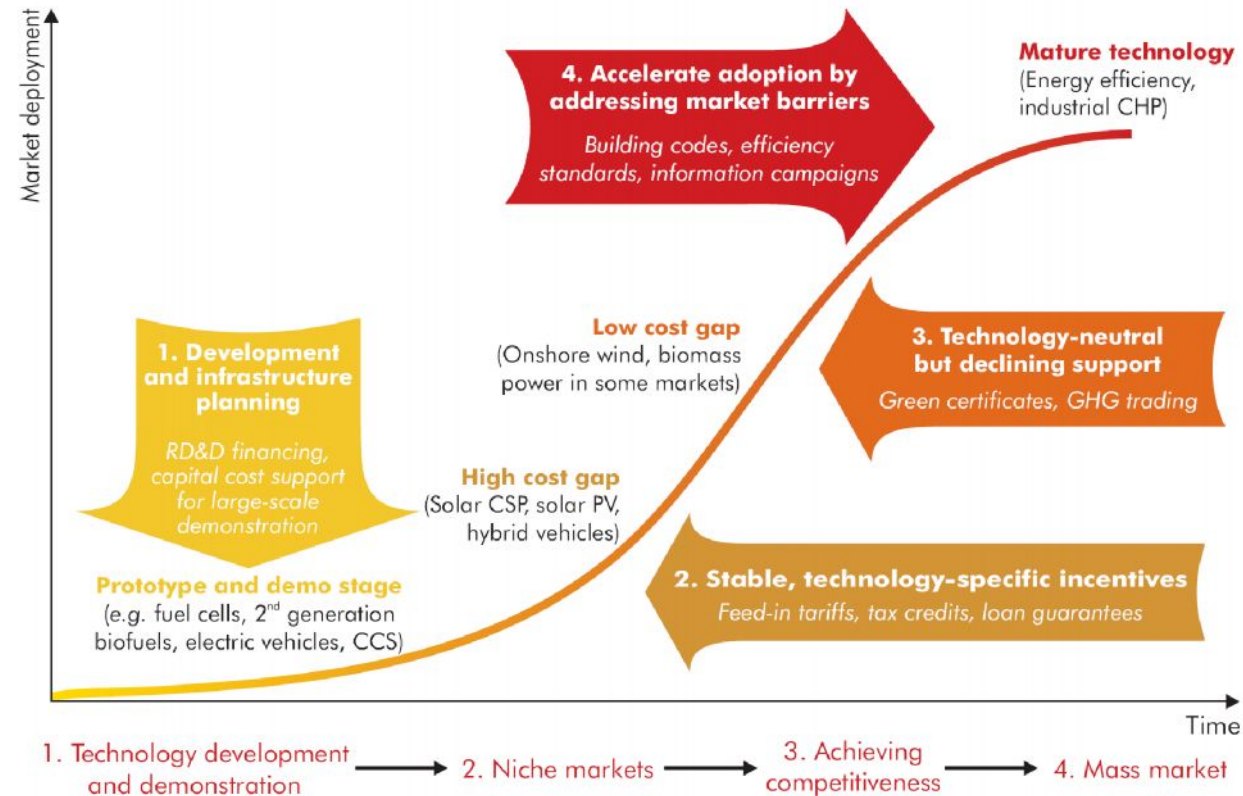 Market deployment
4. Accelerate adoption by
addressing market barriers
Building codes, efficiency
standards, information campaigns
Mature technology
(Energy efficiency,
industrial CHP)
1. Development
and infrastructure
planning
RD&D financing,
capital cost support
for large-scale
demonstration
Low cost gap
(Onshore wind, biomass
power in some markets)
3. Technology-neutral
but declining support
Green certificates, GHG trading
High cost gap
(Solar CSP, solar PV,
hybrid vehicles)
Prototype and demo stage
(e.g. fuel cells, 2nd generation
biofuels, electric vehicles, CCS)
2. Stable, technology-specific incentives
Feed-in tariffs, tax credits, loan guarantees
Time
1. Technology development
and demonstration
2. Niche markets
3. Achieving
competitiveness
4. Mass market